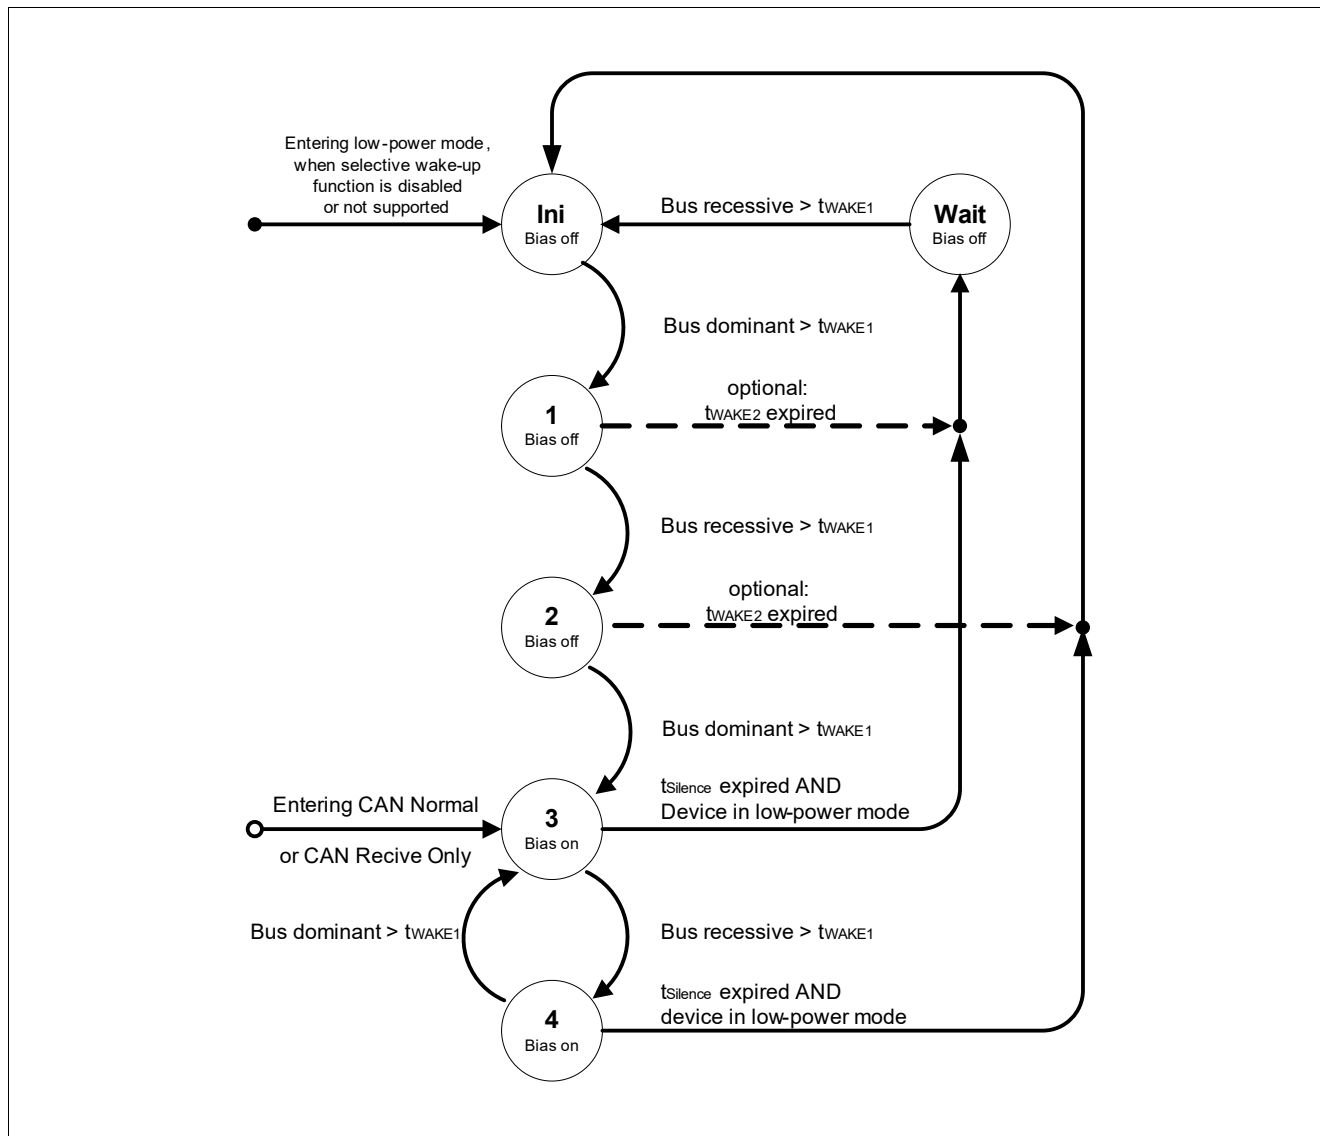 Entering low-power mode,
when selective wake-up
function is disabled
or not supported
Ini
Bias off
Bus recessive > tWAKE1
Wait
Bias off
Bus dominant > tWAKE1
optional:
tWAKE2 expired
1
Bias off
Bus recessive > tWAKE1
optional:
tWAKE2 expired
2
Bias off
Bus dominant > tWAKE1
tSilence expired AND
Device in low-power mode
Entering CAN Normal
or CAN Recive Only
3
Bias on
Bus dominant > tWAKE1
Bus recessive > tWAKE1
tSilence expired AND
device in low-power mode
4
Bias on